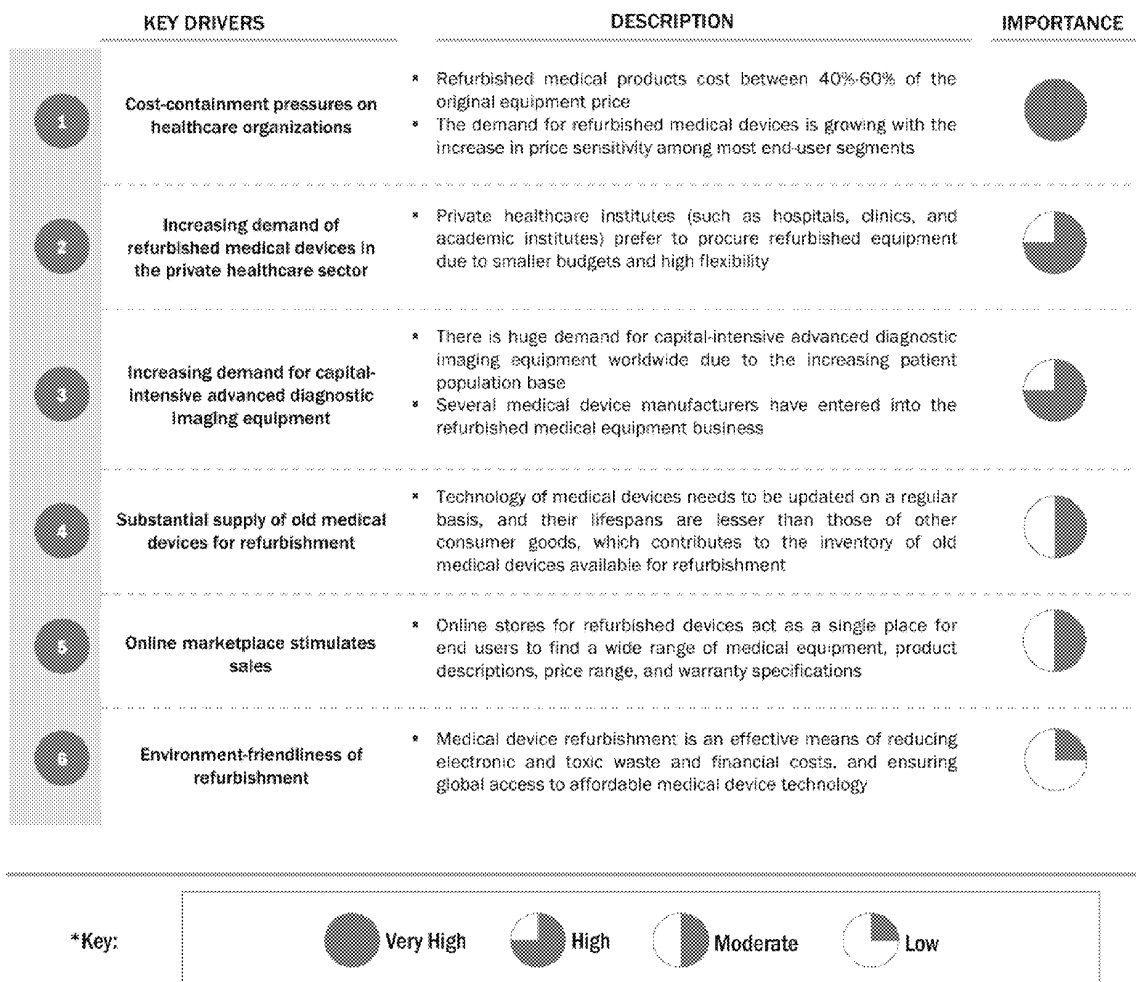 KEY DRIVERS DESCRIPTION IMPORTANCE
1
Cost-containment pressures on
healthcare organizations
* Refurbished medical products cost between 40%-60% of the
original equipment price
* The demand for refurbished medical devices is growing with the
increase in price sensitivity among most end-user segments
2
Increasing demand of
refurbished medical devices in
the private healthcare sector
* Private healthcare institutes (such as hospitals, clinics, and
academic institutes) prefer to procure refurbished equipment
due to smaller budgets and high flexibility
3
Increasing demand for capital-
intensive advanced diagnostic
imaging equipment
* There is huge demand for capital-intensive advanced diagnostic
imaging equipment worldwide due to the increasing patient
population base
* Several medical device manufacturers have entered into the
refurbished medical equipment business
4
Substantial supply of old medical
devices for refurbishment
* Technology of medical devices needs to be updated on a regular
basis, and their lifespans are lesser than those of other
consumer goods, which contributes to the inventory of old
medical devices available for refurbishment
5
Online marketplace stimulates
sales
* Online stores for refurbished devices act as a single place for
end users to find a wide range of medical equipment, product
descriptions, price range, and warranty specifications
6
Environment-friendliness of
refurbishment
* Medical device refurbishment is an effective means of reducing
electronic and toxic waste and financial costs, and ensuring
global access to affordable medical device technology
*Key: Very High High Moderate Low